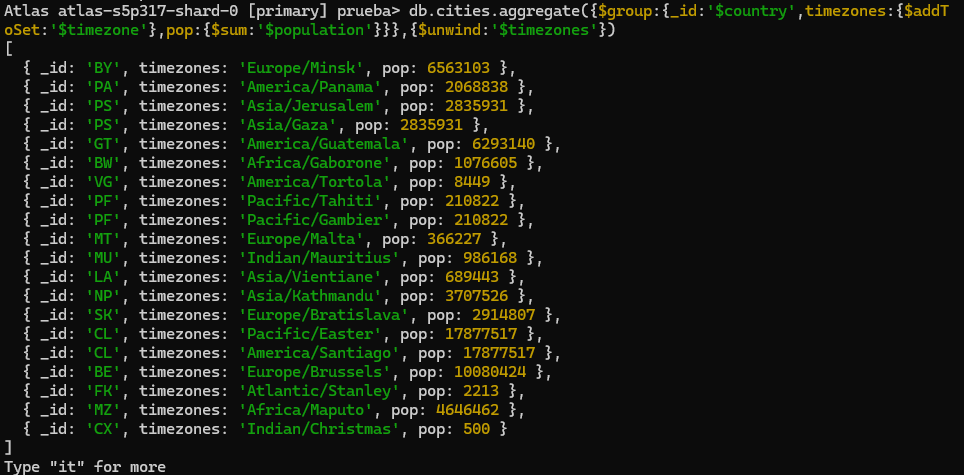 Atlas atlas-s5p317-shard-0 [primary] prueba> db.cities.aggregate({$group:{_id:'$country',timezones:{$addT
oSet:'$timezone'},pop:{$sum:'$population'}}},{$unwind:'$timezones'})
[
  { _id: 'BY', timezones: 'Europe/Minsk', pop: 6563103 },
  { _id: 'PA', timezones: 'America/Panama', pop: 2068838 },
  { _id: 'PS', timezones: 'Asia/Jerusalem', pop: 2835931 },
  { _id: 'PS', timezones: 'Asia/Gaza', pop: 2835931 },
  { _id: 'GT', timezones: 'America/Guatemala', pop: 6293140 },
  { _id: 'BW', timezones: 'Africa/Gaborone', pop: 1076605 },
  { _id: 'VG', timezones: 'America/Tortola', pop: 8449 },
  { _id: 'PF', timezones: 'Pacific/Tahiti', pop: 210822 },
  { _id: 'PF', timezones: 'Pacific/Gambier', pop: 210822 },
  { _id: 'MT', timezones: 'Europe/Malta', pop: 366227 },
  { _id: 'MU', timezones: 'Indian/Mauritius', pop: 986168 },
  { _id: 'LA', timezones: 'Asia/Vientiane', pop: 689443 },
  { _id: 'NP', timezones: 'Asia/Kathmandu', pop: 3707526 },
  { _id: 'SK', timezones: 'Europe/Bratislava', pop: 2914807 },
  { _id: 'CL', timezones: 'Pacific/Easter', pop: 17877517 },
  { _id: 'CL', timezones: 'America/Santiago', pop: 17877517 },
  { _id: 'BE', timezones: 'Europe/Brussels', pop: 10080424 },
  { _id: 'FK', timezones: 'Atlantic/Stanley', pop: 2213 },
  { _id: 'MZ', timezones: 'Africa/Maputo', pop: 4646462 },
  { _id: 'CX', timezones: 'Indian/Christmas', pop: 500 }
]
Type "it" for more